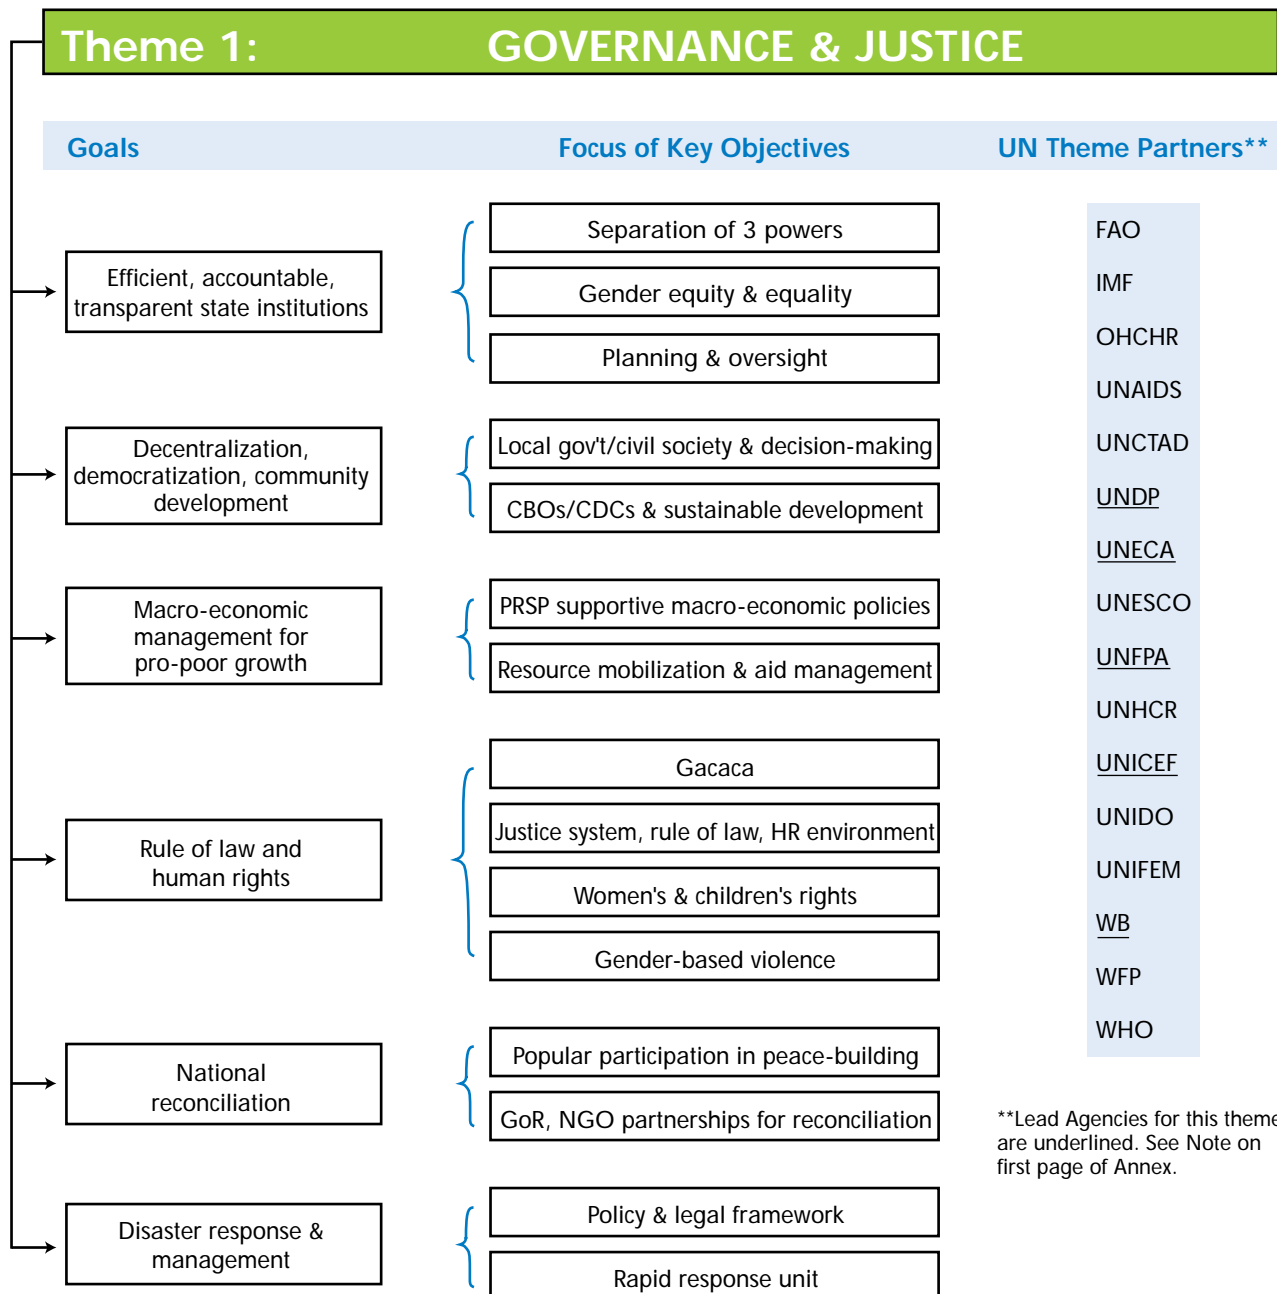 Theme 1: GOVERNANCE & JUSTICE
Goals
Focus of Key Objectives
UN Theme Partners**
Efficient, accountable,
transparent state institutions
Separation of 3 powers
Gender equity & equality
Planning & oversight
Decentralization,
democratization, community
development
Local gov't/civil society & decision-making
CBOs/CDCs & sustainable development
Macro-economic
management for
pro-poor growth
PRSP supportive macro-economic policies
Resource mobilization & aid management
Rule of law and
human rights
Gacaca
Justice system, rule of law, HR environment
Women's & children's rights
Gender-based violence
National
reconciliation
Popular participation in peace-building
GoR, NGO partnerships for reconciliation
Disaster response &
management
Policy & legal framework
Rapid response unit
FAO
IMF
OHCHR
UNAIDS
UNCTAD
UNDP
UNECA
UNESCO
UNFPA
UNHCR
UNICEF
UNIDO
UNIFEM
WB
WFP
WHO
**Lead Agencies for this theme
are underlined. See Note on
first page of Annex.